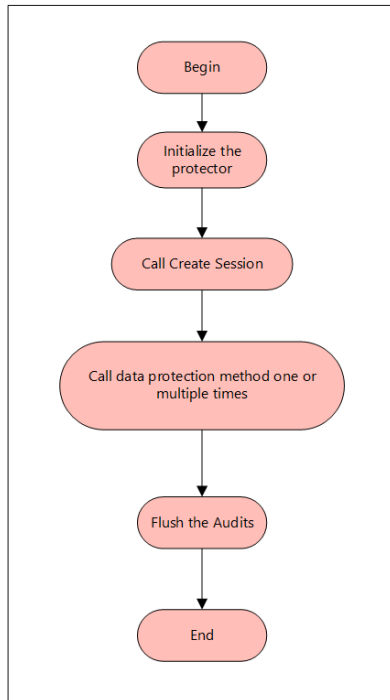 Begin
Initialize the
protector
Call Create Session
Call data protection method one or
multiple times
Flush the Audits
End